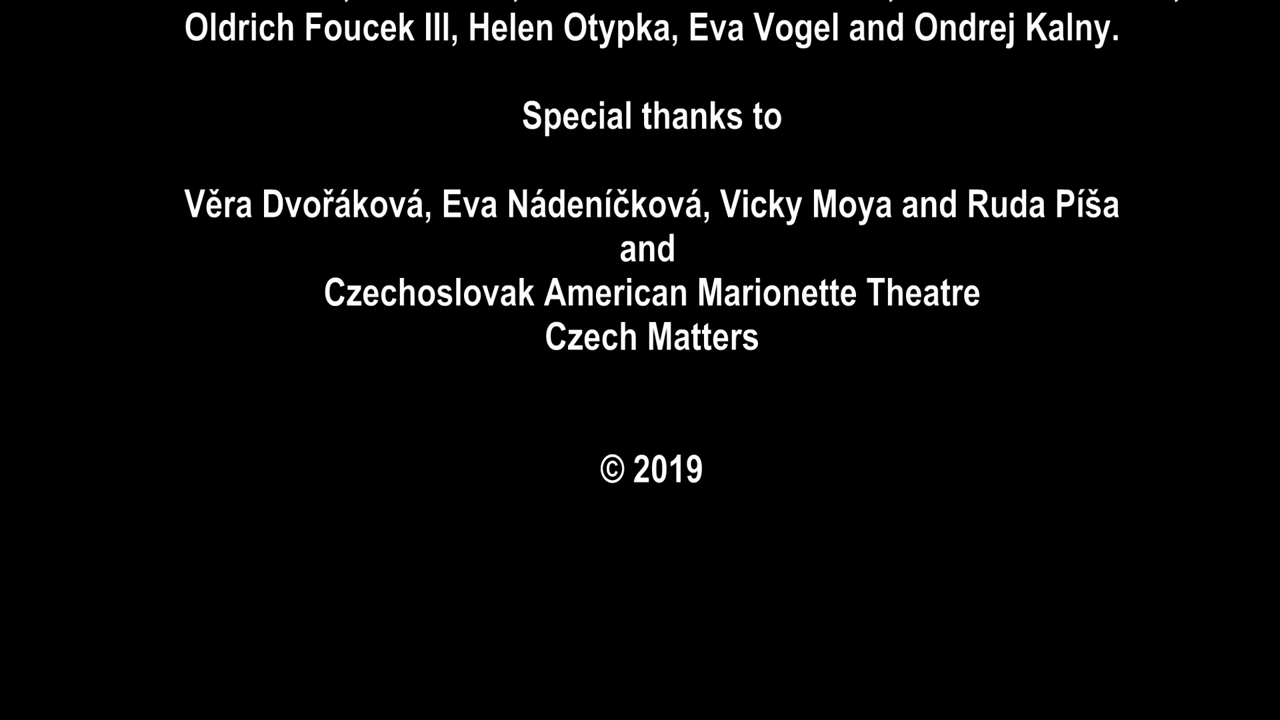 Oldrich Foucek III, Helen Otypka, Eva Vogel and Ondrej Kalny.
Special thanks to
Věra Dvořáková, Eva Nádeníčková, Vicky Moya and Ruda Píša
and
Czechoslovak American Marionette Theatre
Czech Matters
© 2019